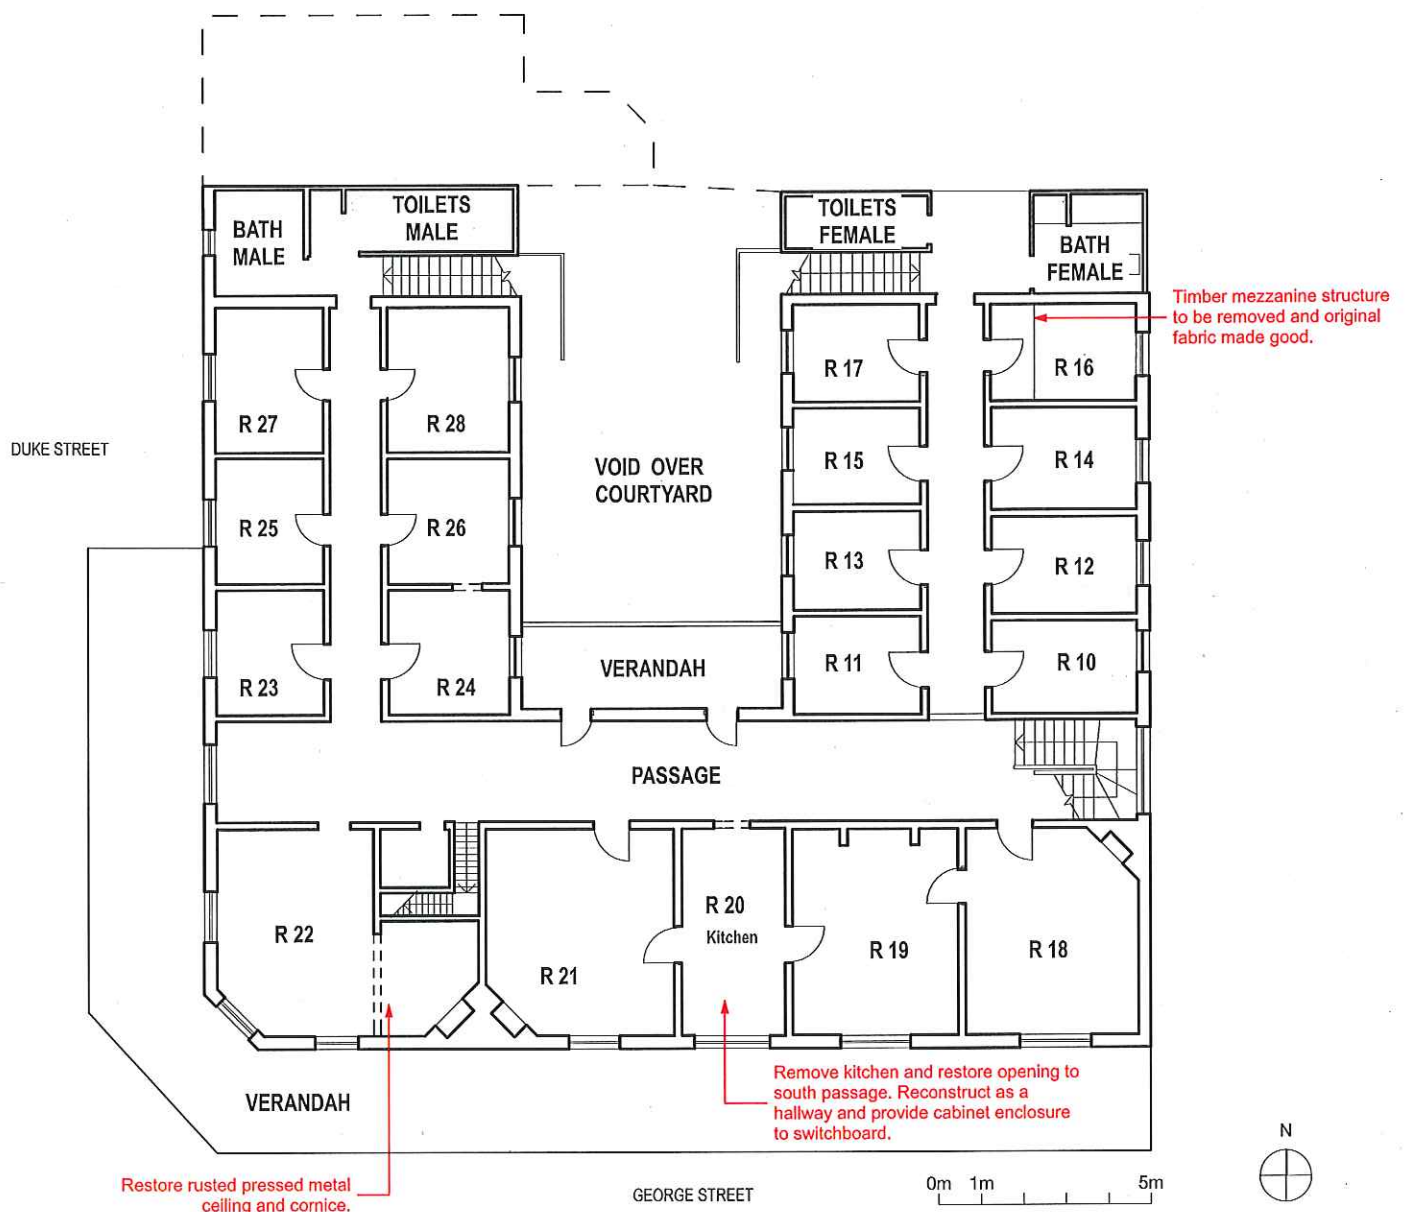 TOILETS
MALE
BATH
MALE
TOILETS
FEMALE
BATH
FEMALE
Timber mezzanine structure
to be removed and original
fabric made good.
R 17
R 16
R 27
R 28
DUKE STREET
VOID OVER
COURTYARD
R 15
R 14
R 25
R 26
R 13
R 12
R 23
R 24
VERANDAH
R 11
R 10
PASSAGE
R 22
R 21
R 20
Kitchen
R 19
R 18
Remove kitchen and restore opening to
south passage. Reconstruct as a
hallway and provide cabinet enclosure
to switchboard.
VERANDAH
Restore rusted pressed metal
ceiling and cornice.
GEORGE STREET
0m 1m 5m
N